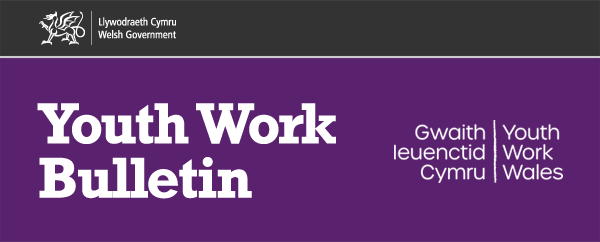 Llywodraeth Cymru
Welsh Government
Youth Work
Bulletin
Gwaith
Ieuenctid
Cymru
Youth
Work
Wales